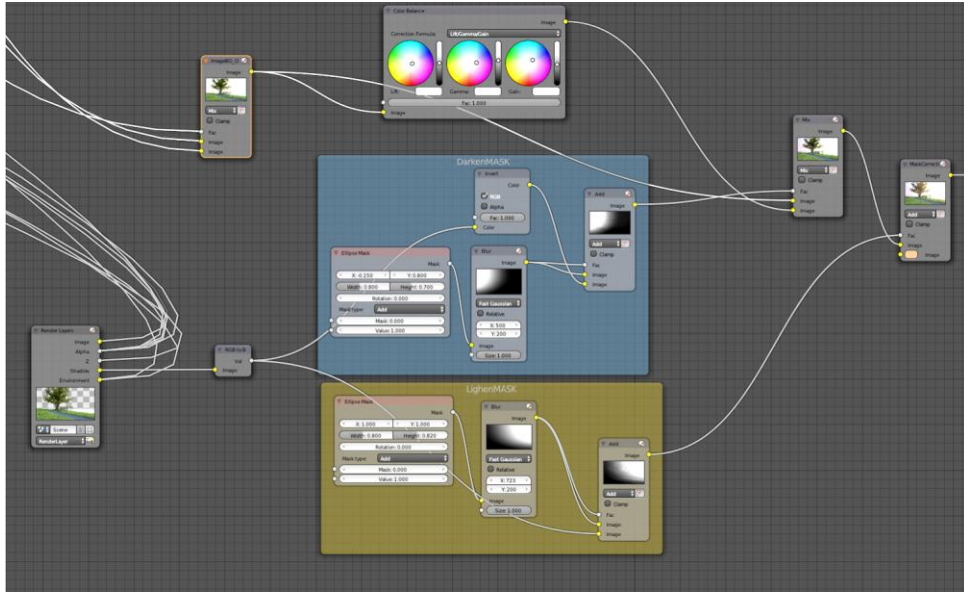 Color Balance
Image
Correction Formula:
Lift/Gamma/Gain
Lift:
Gamma:
Gain:
Fac: 1.000
Image
Image
Mix
Clamp
Fac
Image
Image
Mix
Image
Mix
Clamp
Fac
Image
Image
Image
Add
Clamp
Fac
Image
Image
DarkenMASK
Invert
Color
RGB
Alpha
Fac: 1.000
Color
Add
Image
Add
Clamp
Fac
Image
Image
Ellipse Mask
Mask
Y: 0.800
Width: 0.800
Height: 0.700
Rotation: 0.000
Mask type:
Add
Mask: 0.000
Value: 1.000
Blur
Image
Fast Gaussian
Relative
X: 500
Y: 200
Image
Size: 1.000
Render Layers
Image
Alpha
Z
Shadow
Environment
Scene
RenderLayer
Val
Image
LighenMASK
Ellipse Mask
Mask
X: 1.000
Y: 1.000
Width: 0.800
Height: 0.820
Rotation: 0.000
Mask type:
Add
Mask: 0.000
Value: 1.000
Blur
Image
Fast Gaussian
Relative
X: 723
Y: 200
Image
Size: 1.000
Add
Image
Add
Clamp
Fac
Image
Image